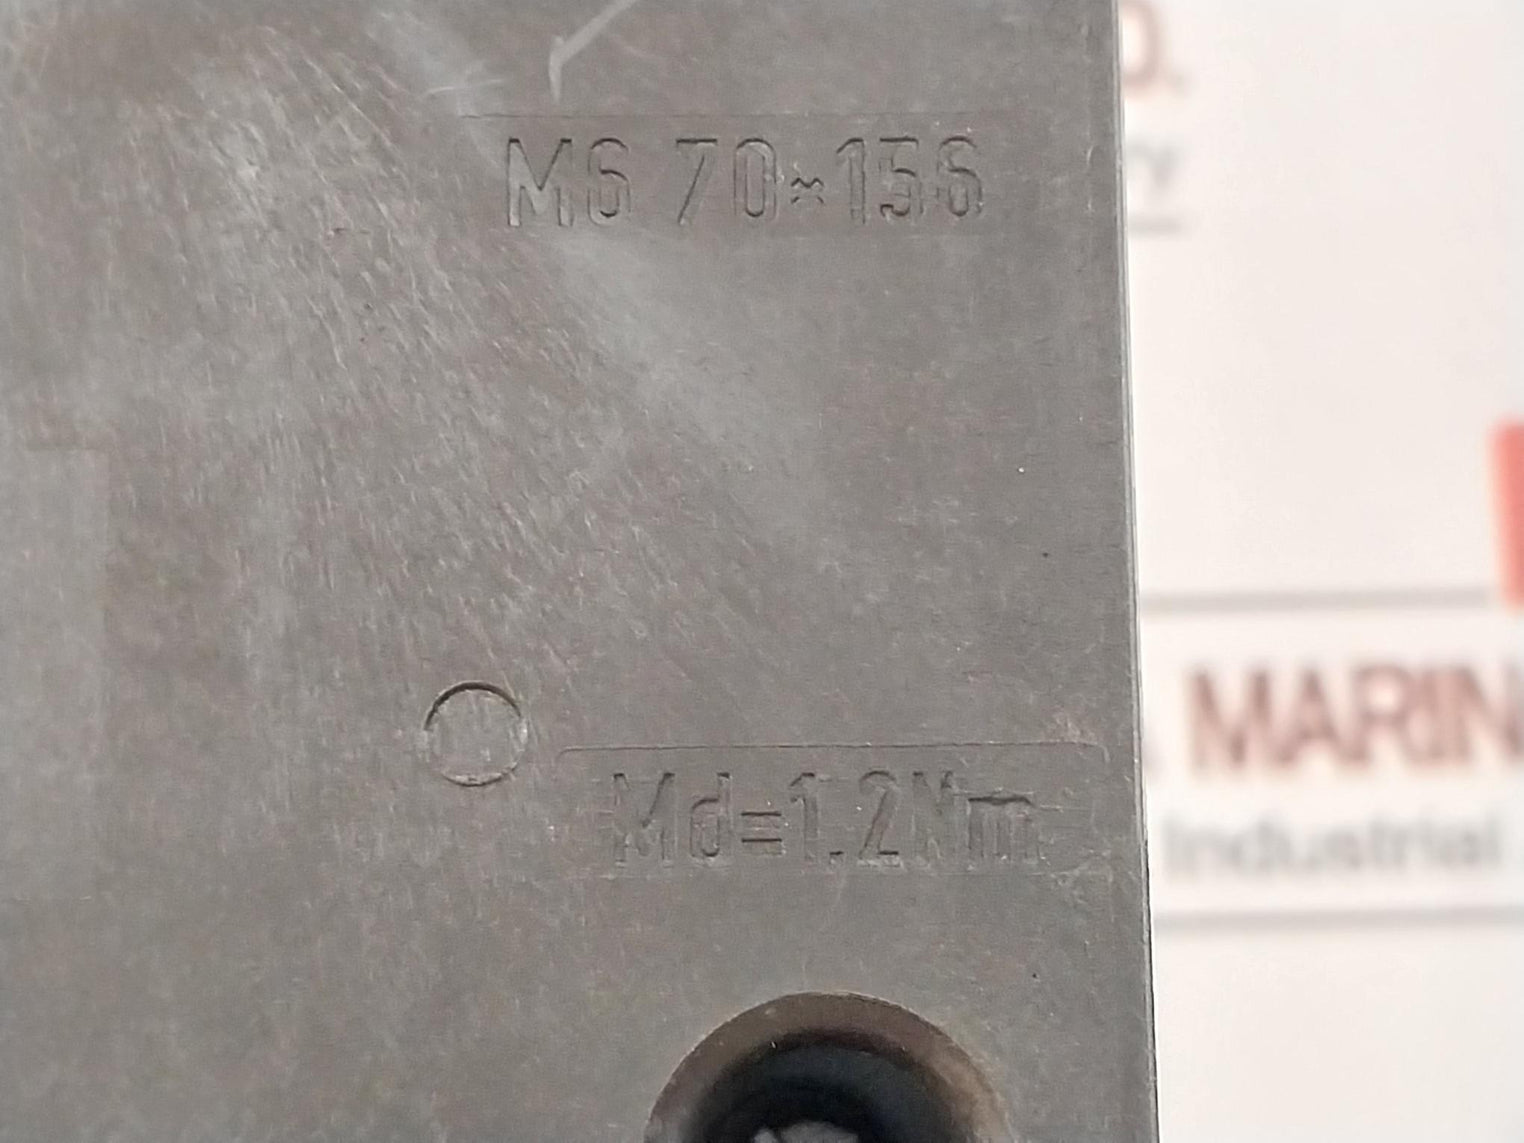 M6 70×156
Md=1.2Nm
D.
MARIN
Industrial